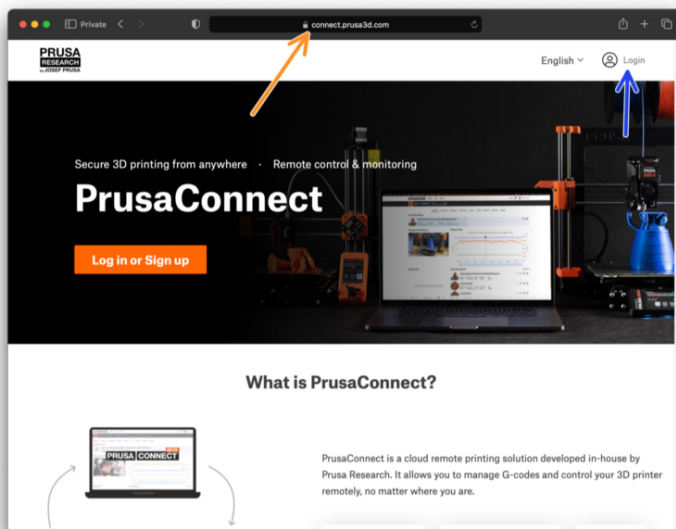 Private
connect.prusa3d.com
PRUSA
RESEARCH
by JOSEF PRUSA
English
Login
Secure 3D printing from anywhere · Remote control & monitoring
PrusaConnect
Log in or Sign up
What is PrusaConnect?
BETA
PRUSA CONNECT
PrusaConnect is a cloud remote printing solution developed in-house by
Prusa Research. It allows you to manage G-codes and control your 3D printer
remotely, no matter where you are.